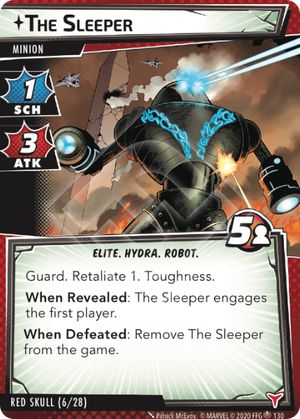 The Sleeper
MINION
1
SCH
3
ATK
5
ELITE. HYDRA. ROBOT.
Guard. Retaliate 1. Toughness.
When Revealed: The Sleeper engages
the first player.
When Defeated: Remove The Sleeper
from the game.
RED SKULL (6/28)
Patrick McEvoy © MARVEL © 2020 FFG 130